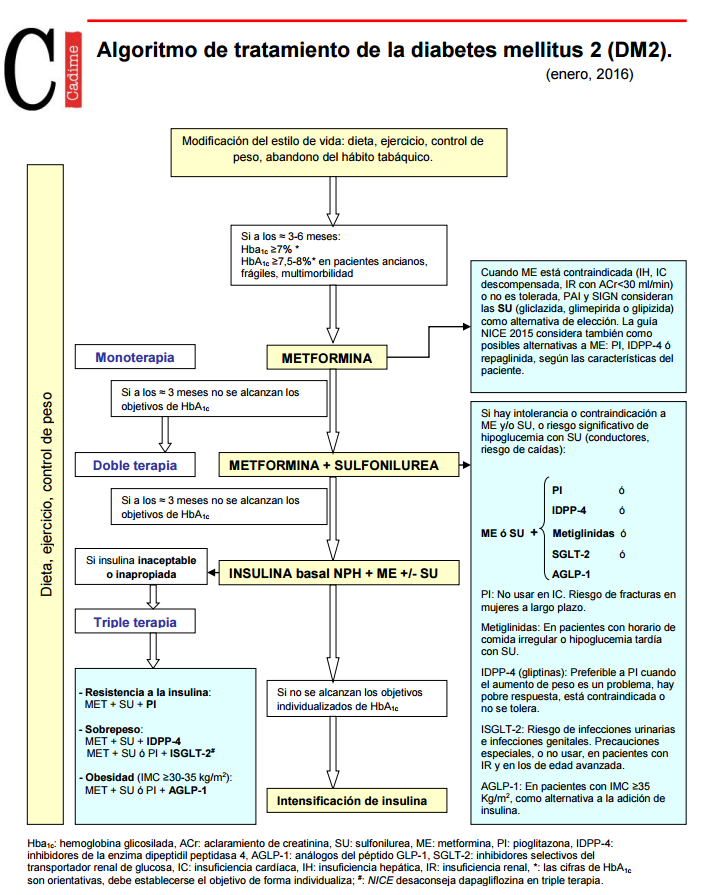 C
Cadime
Algoritmo de tratamiento de la diabetes mellitus 2 (DM2).
(enero, 2016)
Modificación del estilo de vida: dieta, ejercicio, control de
peso, abandono del hábito tabáquico.
Dieta, ejercicio, control de peso
Si a los ≈ 3-6 meses:
Hba1c ≥7% *
HbA1c ≥7,5-8%* en pacientes ancianos,
frágiles, multimorbilidad
METFORMINA
Cuando ME está contraindicada (IH, IC
descompensada, IR con ACr<30 ml/min)
o no es tolerada, PAI y SIGN consideran
las SU (gliclazida, glimepirida o glipizida)
como alternativa de elección. La guía
NICE 2015 considera también como
posibles alternativas a ME: PI, IDPP-4 ó
repaglinida, según las características del
paciente.
Monoterapia
Si a los ≈ 3 meses no se alcanzan los
objetivos de HbA1c
Doble terapia
METFORMINA + SULFONILUREA
Si a los ≈ 3 meses no se alcanzan los
objetivos de HbA1c
Si hay intolerancia o contraindicación a
ME y/o SU, o riesgo significativo de
hipoglucemia con SU (conductores,
riesgo de caídas):
PI ó
IDPP-4 ó
ME ó SU + Metiglinidas ó
SGLT-2 ó
AGLP-1
PI: No usar en IC. Riesgo de fracturas en
mujeres a largo plazo.
Metiglinidas: En pacientes con horario de
comida irregular o hipoglucemia tardía
con SU.
IDPP-4 (gliptinas): Preferible a PI cuando
el aumento de peso es un problema, hay
pobre respuesta, está contraindicada o
no se tolera.
ISGLT-2: Riesgo de infecciones urinarias
e infecciones genitales. Precauciones
especiales, o no usar, en pacientes con
IR y en los de edad avanzada.
AGLP-1: En pacientes con IMC ≥35
Kg/m2, como alternativa a la adición de
insulina.
Si insulina inaceptable
o inapropiada
INSULINA basal NPH + ME +/- SU
Triple terapia
- Resistencia a la insulina:
MET + SU + PI
- Sobrepeso:
MET + SU + IDPP-4
MET + SU ó PI + ISGLT-2#
- Obesidad (IMC ≥30-35 kg/m2):
MET + SU ó PI + AGLP-1
Si no se alcanzan los objetivos
individualizados de HbA1c
Intensificación de insulina
Hba1c: hemoglobina glicosilada, ACr: aclaramiento de creatinina, SU: sulfonilurea, ME: metformina, PI: pioglitazona, IDPP-4:
inhibidores de la enzima dipeptidil peptidasa 4, AGLP-1: análogos del péptido GLP-1, SGLT-2: inhibidores selectivos del
transportador renal de glucosa, IC: insuficiencia cardíaca, IH: insuficiencia hepática, IR: insuficiencia renal, *: las cifras de HbA1c
son orientativas, debe establecerse el objetivo de forma individualiza; #: NICE desaconseja dapagliflozina en triple terapia.